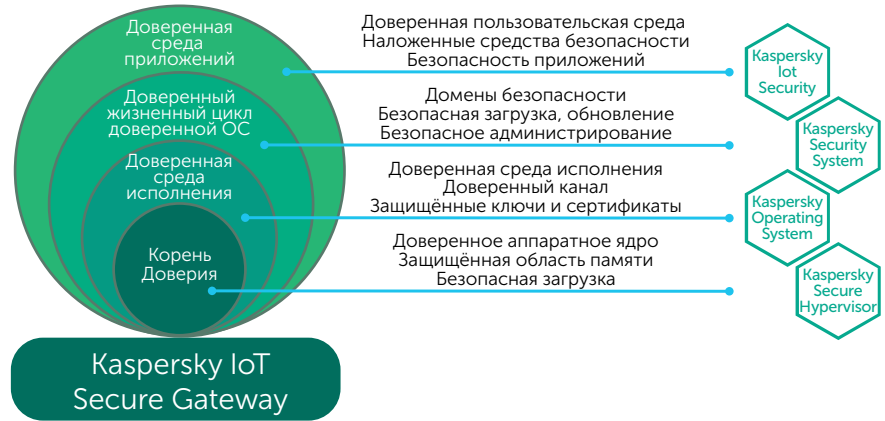 Доверенная
среда
приложений
Доверенный
жизненный цикл
доверенной ОС
Доверенная
среда
исполнения
Корень
Доверия
Kaspersky IoT
Secure Gateway
Доверенная пользовательская среда
Наложенные средства безопасности
Безопасность приложений
Домены безопасности
Безопасная загрузка, обновление
Безопасное администрирование
Доверенная среда исполнения
Доверенный канал
Защищённые ключи и сертификаты
Доверенное аппаратное ядро
Защищённая область памяти
Безопасная загрузка
Kaspersky
Iot
Security
Kaspersky
Security
System
Kaspersky
Operating
System
Kaspersky
Secure
Hypervisor